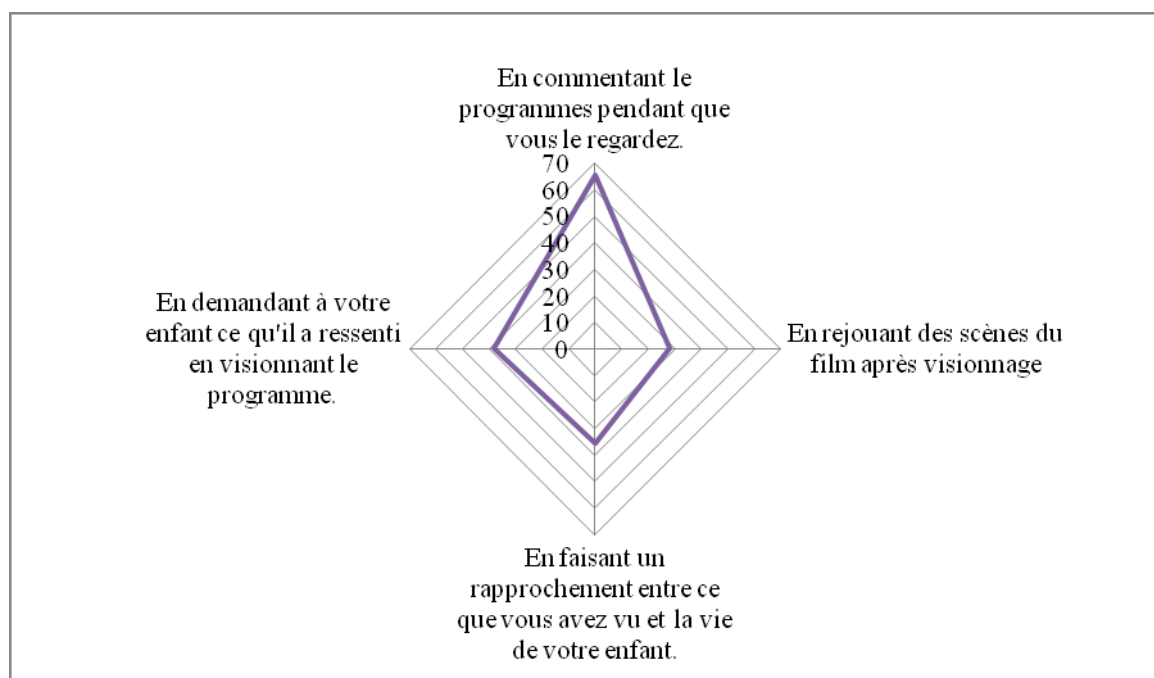 En commentant le
programmes pendant que
vous le regardez.
70
60
50
40
30
20
10
0
En demandant à votre
enfant ce qu'il a ressenti
en visionnant le
programme.
En rejouant des scènes du
film après visionnage
En faisant un
rapprochement entre ce
que vous avez vu et la vie
de votre enfant.